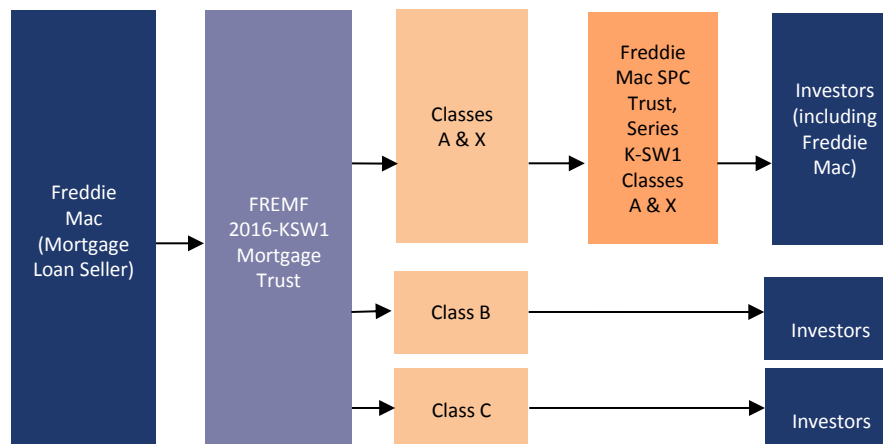 Freddie
Mac
(Mortgage
Loan Seller)
FREMF
2016-KSW1
Mortgage
Trust
Classes
A & X
Freddie
Mac SPC
Trust,
Series
K-SW1
Classes
A & X
Investors
(including
Freddie
Mac)
Class B
Investors
Class C
Investors